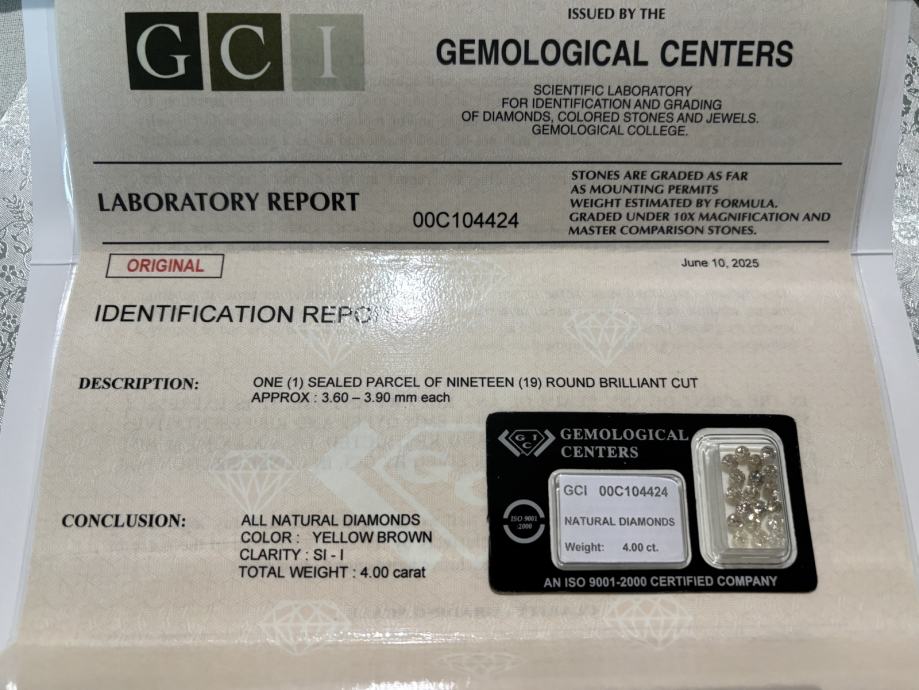 GCI
ISSUED BY THE
GEMOLOGICAL CENTERS
SCIENTIFIC LABORATORY
FOR IDENTIFICATION AND GRADING
OF DIAMONDS, COLORED STONES AND JEWELS.
GEMOLOGICAL COLLEGE.
LABORATORY REPORT
00C104424
STONES ARE GRADED AS FAR
AS MOUNTING PERMITS
WEIGHT ESTIMATED BY FORMULA.
GRADED UNDER 10X MAGNIFICATION AND
MASTER COMPARISON STONES.
ORIGINAL
June 10, 2025
IDENTIFICATION REPO
DESCRIPTION:
ONE (1) SEALED PARCEL OF NINETEEN (19) ROUND BRILLIANT CUT
APPROX : 3.60 – 3.90 mm each
CONCLUSION:
ALL NATURAL DIAMONDS
COLOR : YELLOW BROWN
CLARITY : SI - I
TOTAL WEIGHT : 4.00 carat
GIC
GEMOLOGICAL
CENTERS
GCI 00C104424
NATURAL DIAMONDS
Weight: 4.00 ct.
ISO 9001
:2000
AN ISO 9001-2000 CERTIFIED COMPANY